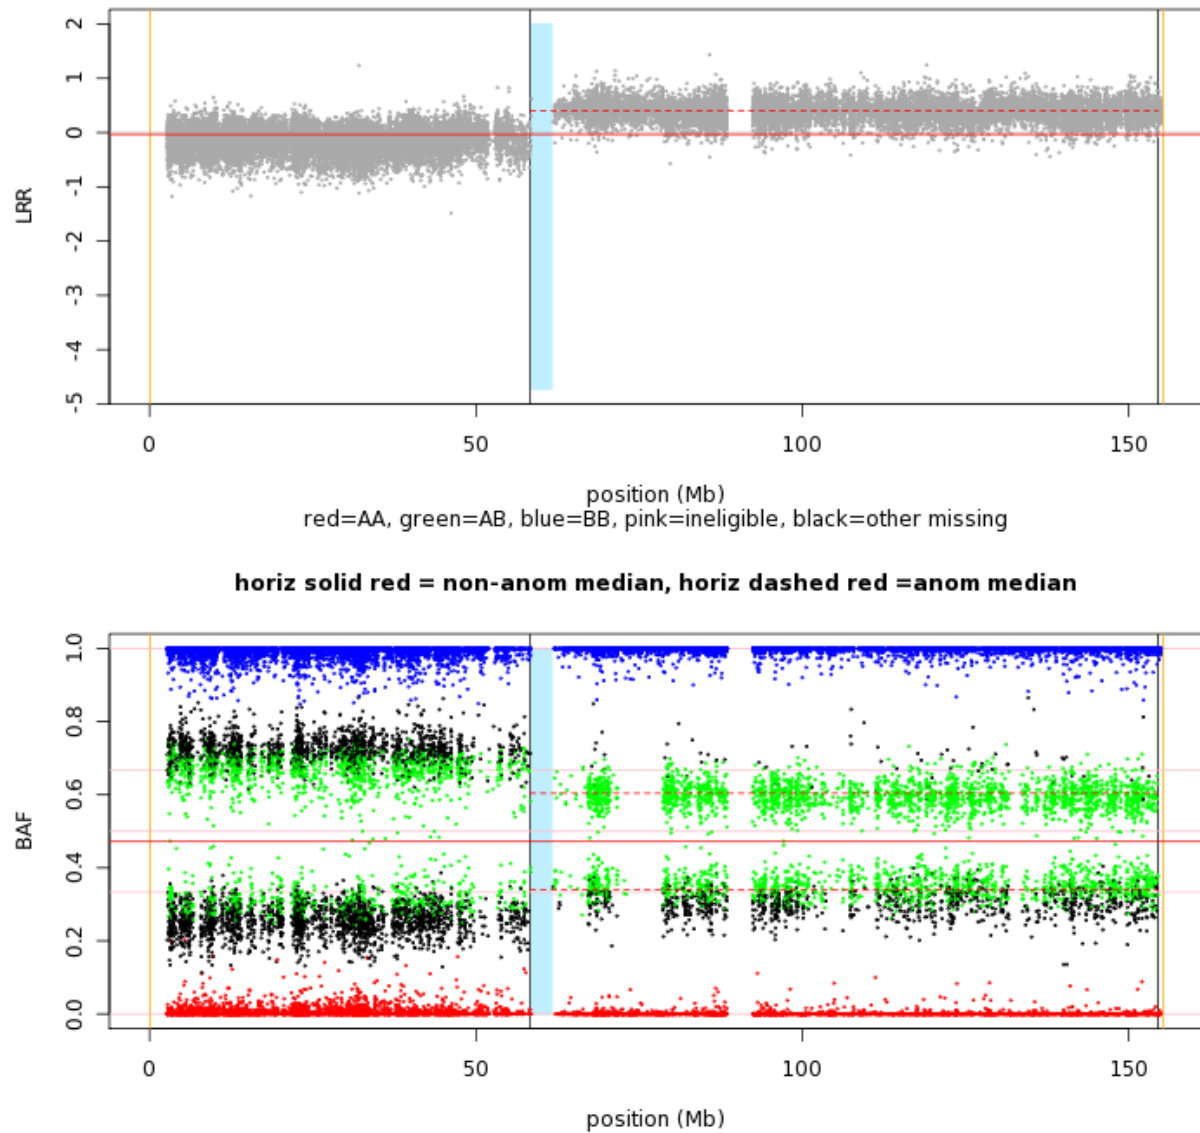 2
1
0
-1
-2
-3
-4
-5
LRR
0 50 100 150
position (Mb)
red=AA, green=AB, blue=BB, pink=ineligible, black=other missing
horiz solid red = non-anom median, horiz dashed red =anom median
1.0
0.8
0.6
0.4
0.2
0.0
BAF
0 50 100 150
position (Mb)